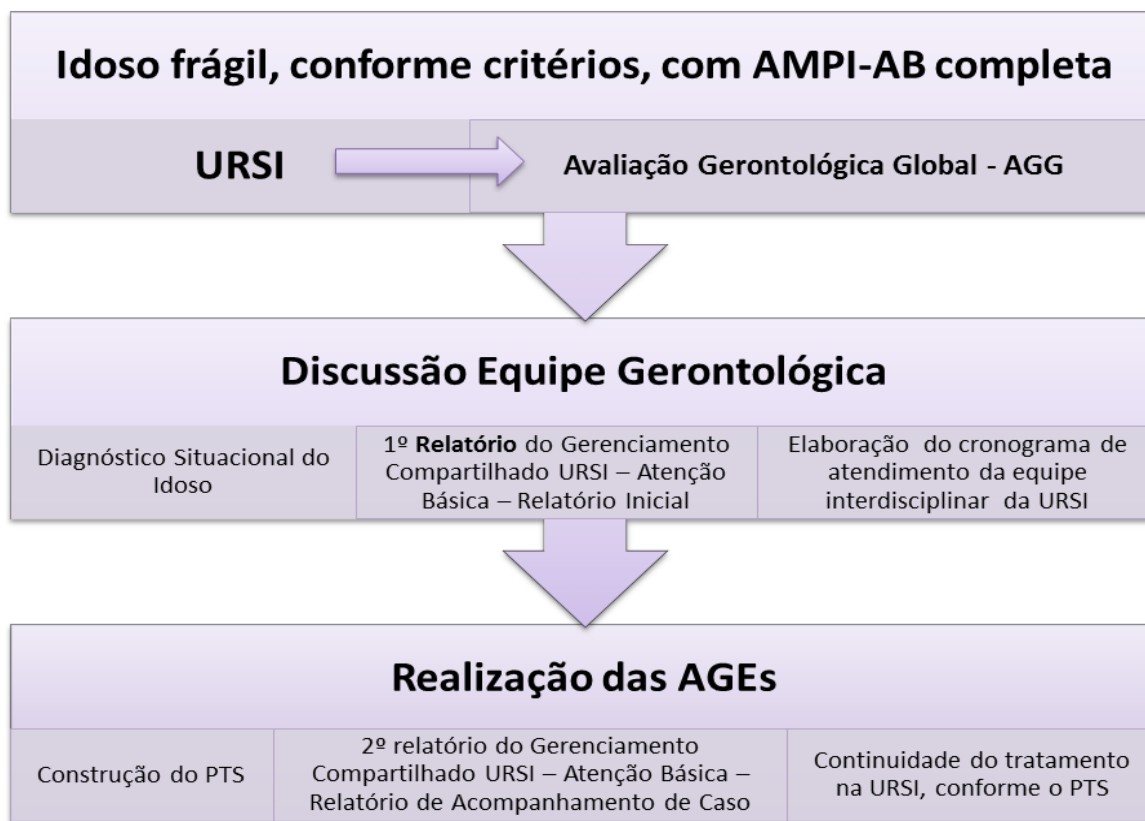 Idoso frágil, conforme critérios, com AMPI-AB completa
URSI
Avaliação Gerontológica Global - AGG
Discussão Equipe Gerontológica
Diagnóstico Situacional do
Idoso
1º Relatório do Gerenciamento
Compartilhado URSI – Atenção
Básica – Relatório Inicial
Elaboração do cronograma de
atendimento da equipe
interdisciplinar da URSI
Realização das AGEs
Construção do PTS
2º relatório do Gerenciamento
Compartilhado URSI – Atenção Básica –
Relatório de Acompanhamento de Caso
Continuidade do tratamento
na URSI, conforme o PTS